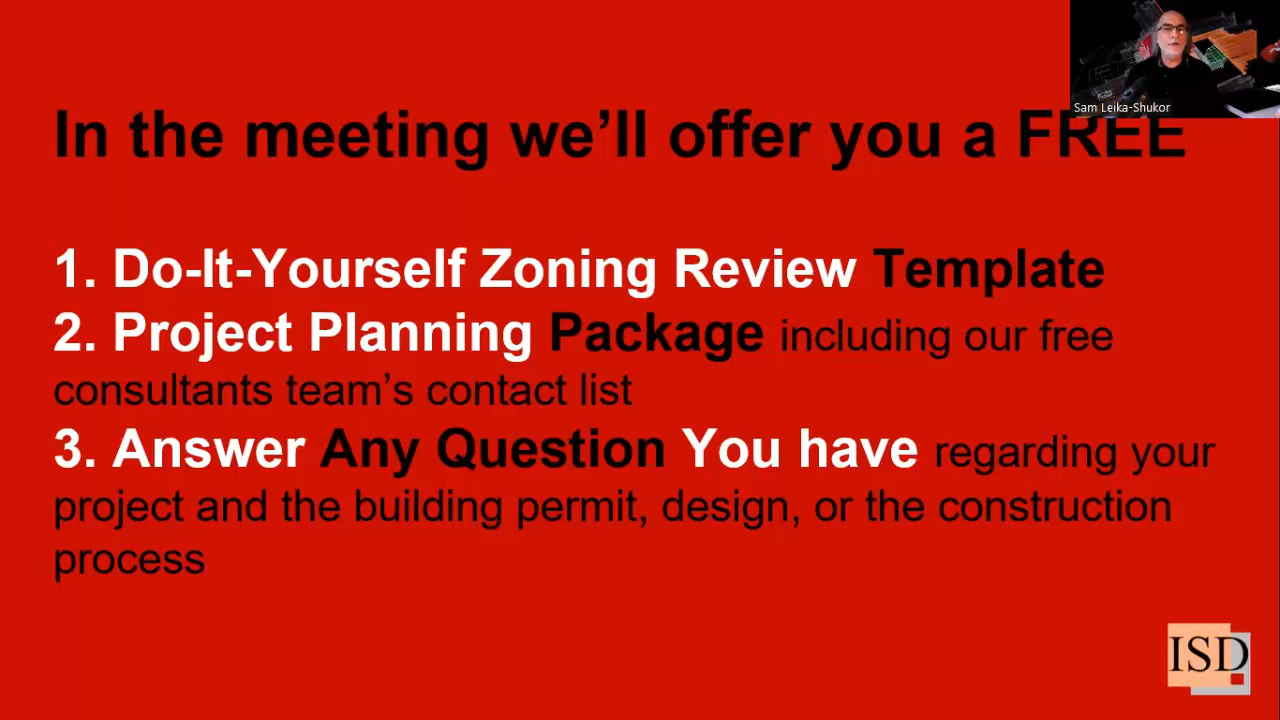 Sam Leika-Shukor
In the meeting we’ll offer you a FREE
1. Do-It-Yourself Zoning Review Template
2. Project Planning Package including our free
consultants team’s contact list
3. Answer Any Question You have regarding your
project and the building permit, design, or the construction
process
ISD